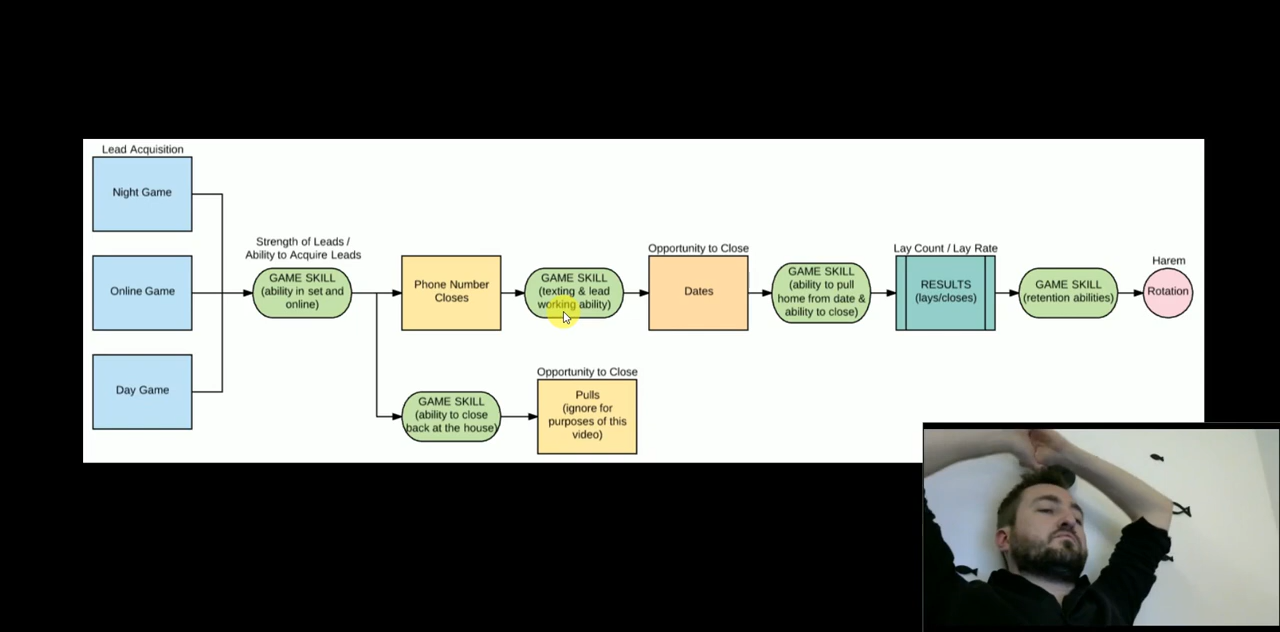 Lead Acquisition
Night Game
Online Game
Day Game
Strength of Leads /
Ability to Acquire Leads
GAME SKILL
(ability in set and
online)
Phone Number
Closes
GAME SKILL
(texting & lead
working ability)
Opportunity to Close
Dates
GAME SKILL
(ability to pull
home from date &
ability to close)
Lay Count / Lay Rate
RESULTS
(lays/closes)
GAME SKILL
(retention abilities)
Harem
Rotation
GAME SKILL
(ability to close
back at the house)
Opportunity to Close
Pulls
(ignore for
purposes of this
video)